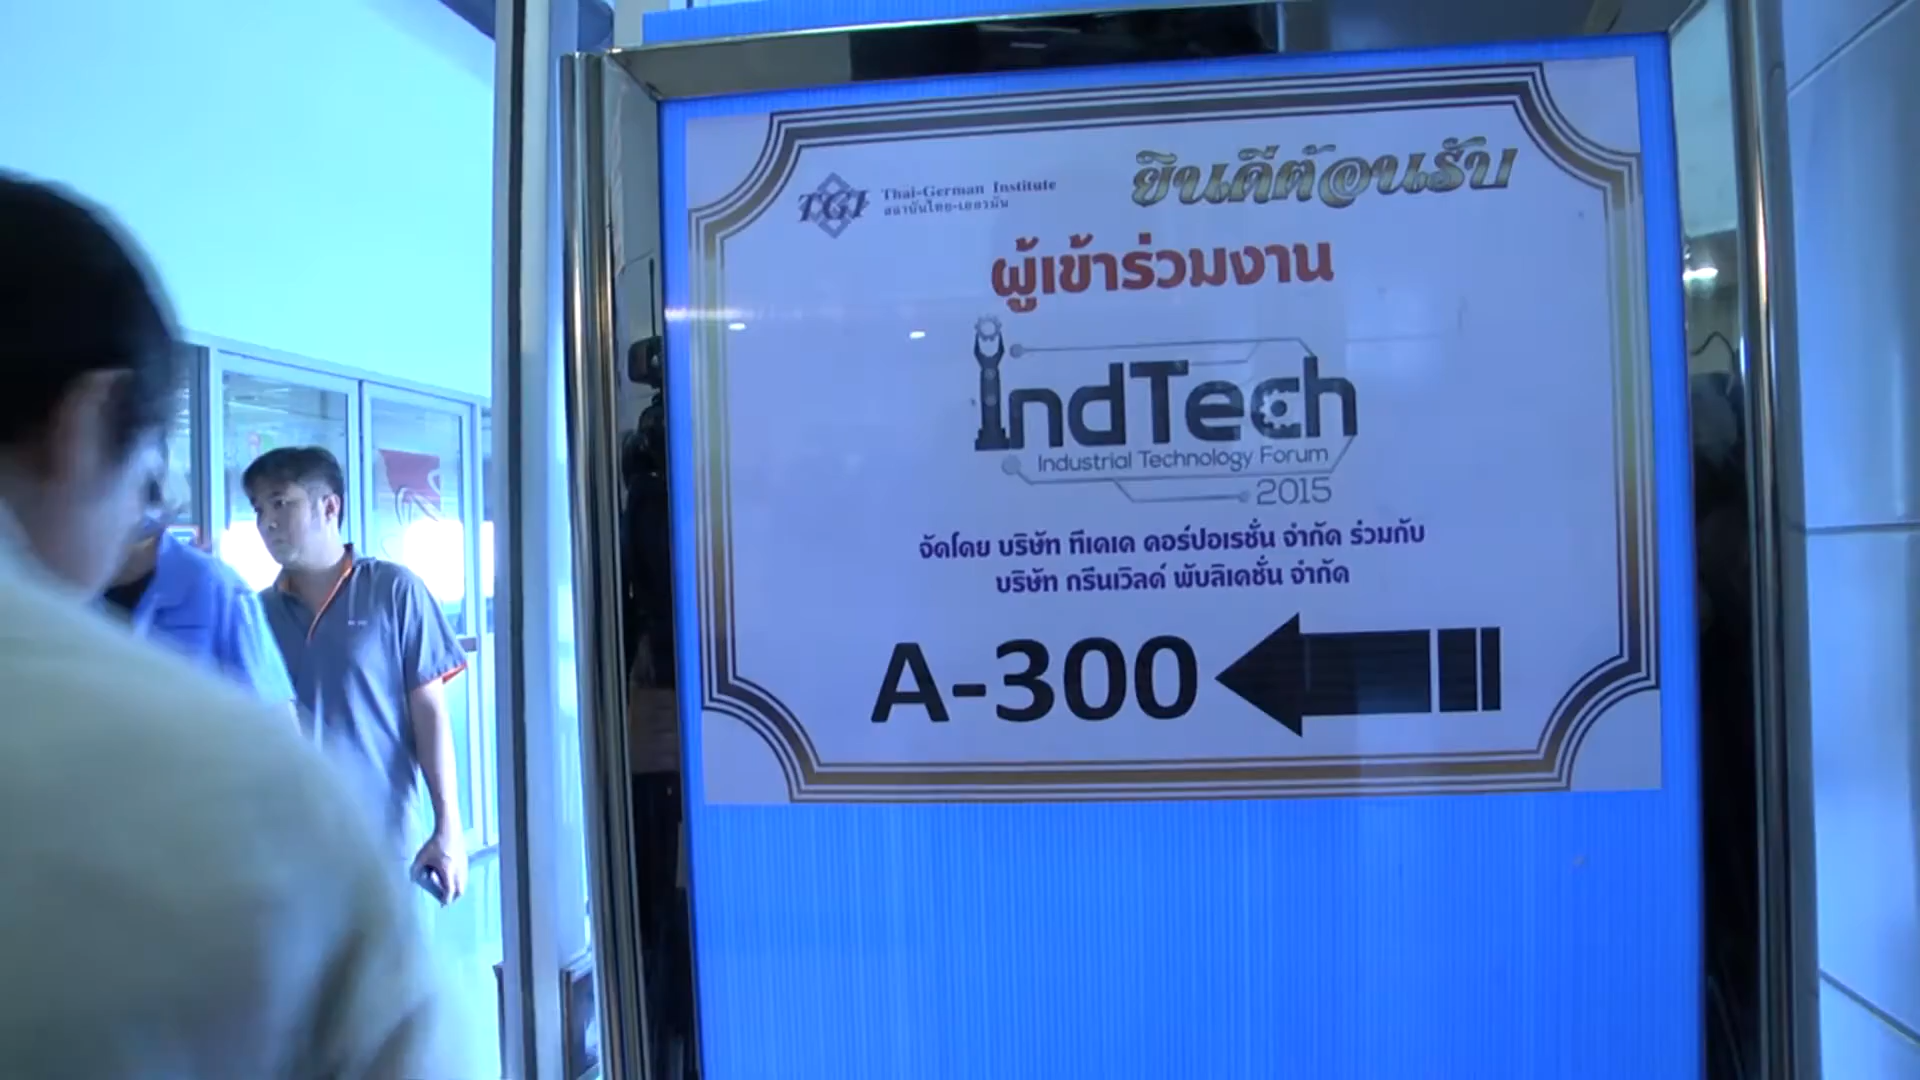 TGI
Thai-German Institute
สถาบันไทย-เยอรมัน
ยินดีต้อนรับ
ผู้เข้าร่วมงาน
IndTech
Industrial Technology Forum
2015
จัดโดย บริษัท ทีเคเค คอร์ปอเรชั่น จำกัด ร่วมกับ
บริษัท กรีนเวิลด์ พับลิเคชั่น จำกัด
A-300